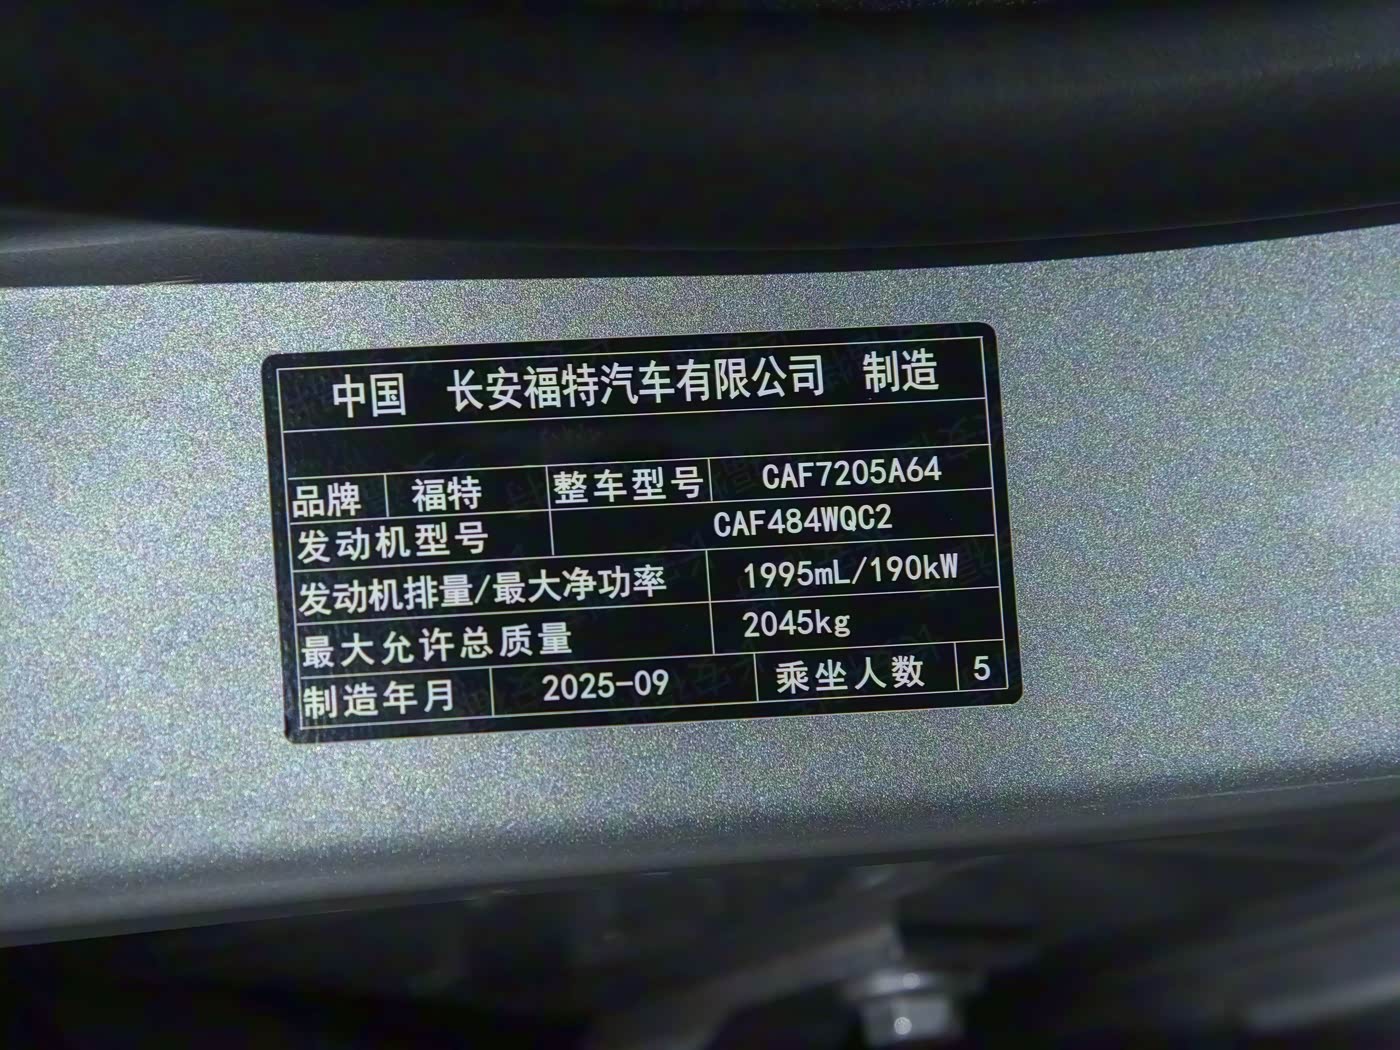 中国 长安福特汽车有限公司 制造
品牌 福特 整车型号 CAF7205A64
发动机型号 CAF484WQC2
发动机排量/最大净功率 1995mL/190kW
最大允许总质量 2045kg
制造年月 2025-09 乘坐人数 5